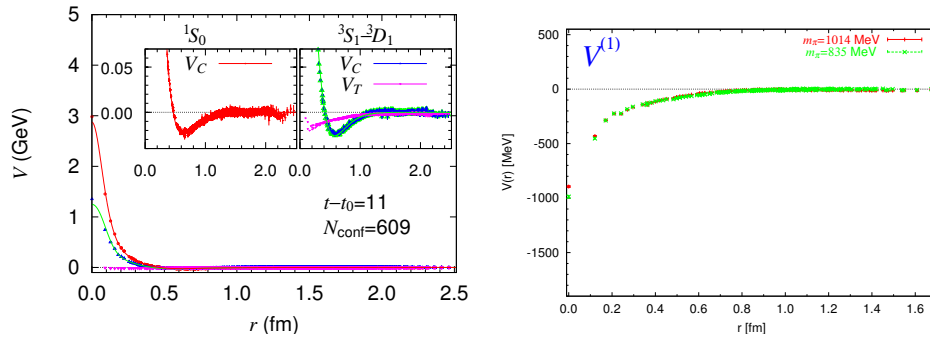 5
4
3
2
1
0
V (GeV)
0.0 0.5 1.0 1.5 2.0 2.5
r (fm)
¹S₀
V_C
0.05
0.00
0.0 1.0 2.0
³S₁–³D₁
V_C
V_T
0.0 1.0 2.0
t–t₀=11
N_conf=609
V⁽¹⁾
m_π=1014 MeV
m_π=835 MeV
500
0
-500
-1000
-1500
V(r) [MeV]
0.0 0.2 0.4 0.6 0.8 1.0 1.2 1.4 1.6
r [fm]